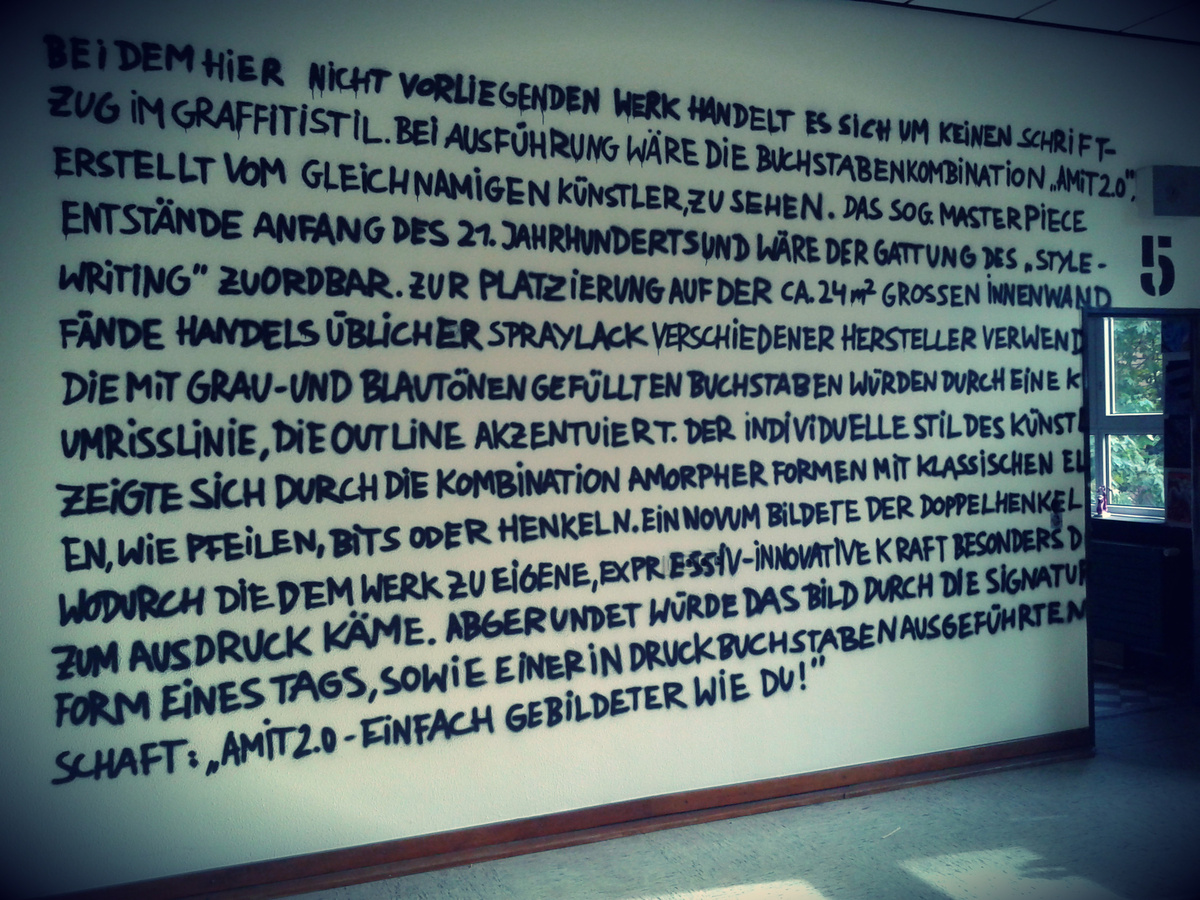 BEI DEM HIER NICHT VORLIEGENDEN WERK HANDELT ES SICH UM KEINEN SCHRIFT-
ZUG IM GRAFFITISTIL. BEI AUSFÜHRUNG WÄRE DIE BUCHSTABENKOMBINATION „AMIT2.0“,
ERSTELLT VOM GLEICHNAMIGEN KÜNSTLER, ZU SEHEN. DAS SOG. MASTERPIECE
ENTSTÄNDE ANFANG DES 21. JAHRHUNDERTS UND WÄRE DER GATTUNG DES „STYLE-
WRITING” ZUORDBAR. ZUR PLATZIERUNG AUF DER CA. 24 m² GROSSEN INNENWAND
FÄNDE HANDELSÜBLICHER SPRAYLACK VERSCHIEDENER HERSTELLER VERWEND
DIE MIT GRAU-UND BLAUTÖNEN GEFÜLLTEN BUCHSTABEN WÜRDEN DURCH EINE K
UMRISSLINIE, DIE OUTLINE AKZENTUIERT. DER INDIVIDUELLE STIL DES KÜNSTL
ZEIGTE SICH DURCH DIE KOMBINATION AMORPHER FORMEN MIT KLASSISCHEN EL
EN, WIE PFEILEN, BITS ODER HENKELN. EIN NOVUM BILDETE DER DOPPELHENKEL
WODURCH DIE DEM WERK ZU EIGENE, EXPRESSIV-INNOVATIVE KRAFT BESONDERS D
ZUM AUSDRUCK KÄME. ABGERUNDET WÜRDE DAS BILD DURCH DIE SIGNATUR
FORM EINES TAGS, SOWIE EINER IN DRUCKBUCHSTABEN AUSGEFÜHRTEN
SCHAFT: „AMIT2.0 - EINFACH GEBILDETER WIE DU!“
5